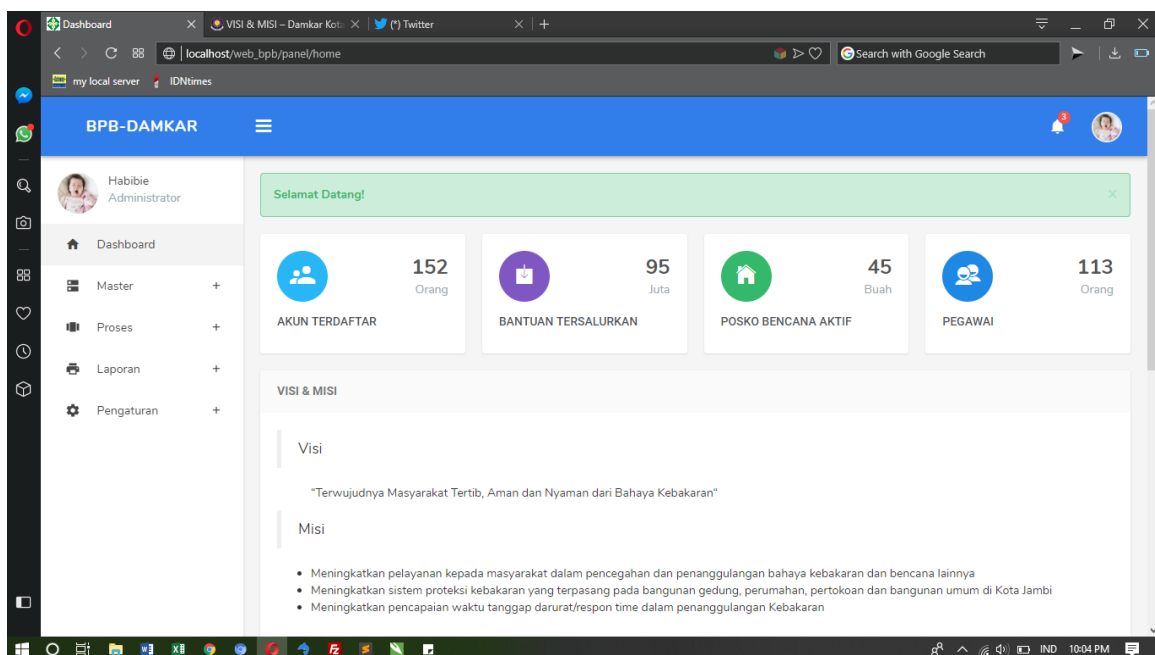 Dashboard
VISI & MISI – Damkar Kota
(*) Twitter
localhost/web_bpb/panel/home
Search with Google Search
my local server
IDNtimes
BPB-DAMKAR
3
Habibie
Administrator
Selamat Datang!
Dashboard
Master
Proses
Laporan
Pengaturan
152
Orang
AKUN TERDAFTAR
95
Juta
BANTUAN TERSALURKAN
45
Buah
POSKO BENCANA AKTIF
113
Orang
PEGAWAI
VISI & MISI
Visi
"Terwujudnya Masyarakat Tertib, Aman dan Nyaman dari Bahaya Kebakaran"
Misi
• Meningkatkan pelayanan kepada masyarakat dalam pencegahan dan penanggulangan bahaya kebakaran dan bencana lainnya
• Meningkatkan sistem proteksi kebakaran yang terpasang pada bangunan gedung, perumahan, pertokoan dan bangunan umum di Kota Jambi
• Meningkatkan pencapaian waktu tanggap darurat/respon time dalam penanggulangan Kebakaran
IND
10:04 PM